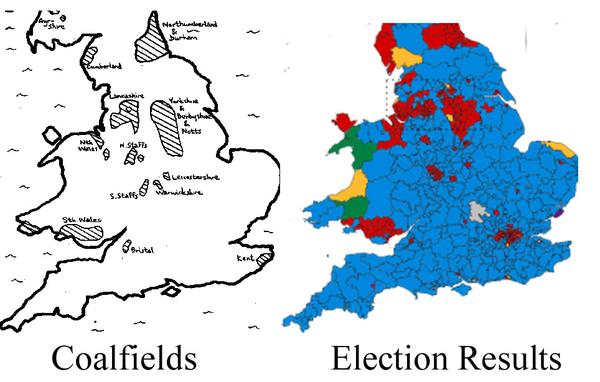 Ayr
Shire
Northumberland
&
Durham
Cumberland
Lancashire
Yorkshire
&
Derbyshire
&
Notts
Nth
Wales
N.Staffs
Leicestershire
Warwickshire
S.Staffs
Sth.Wales
Bristol
Kent
Coalfields
Election Results